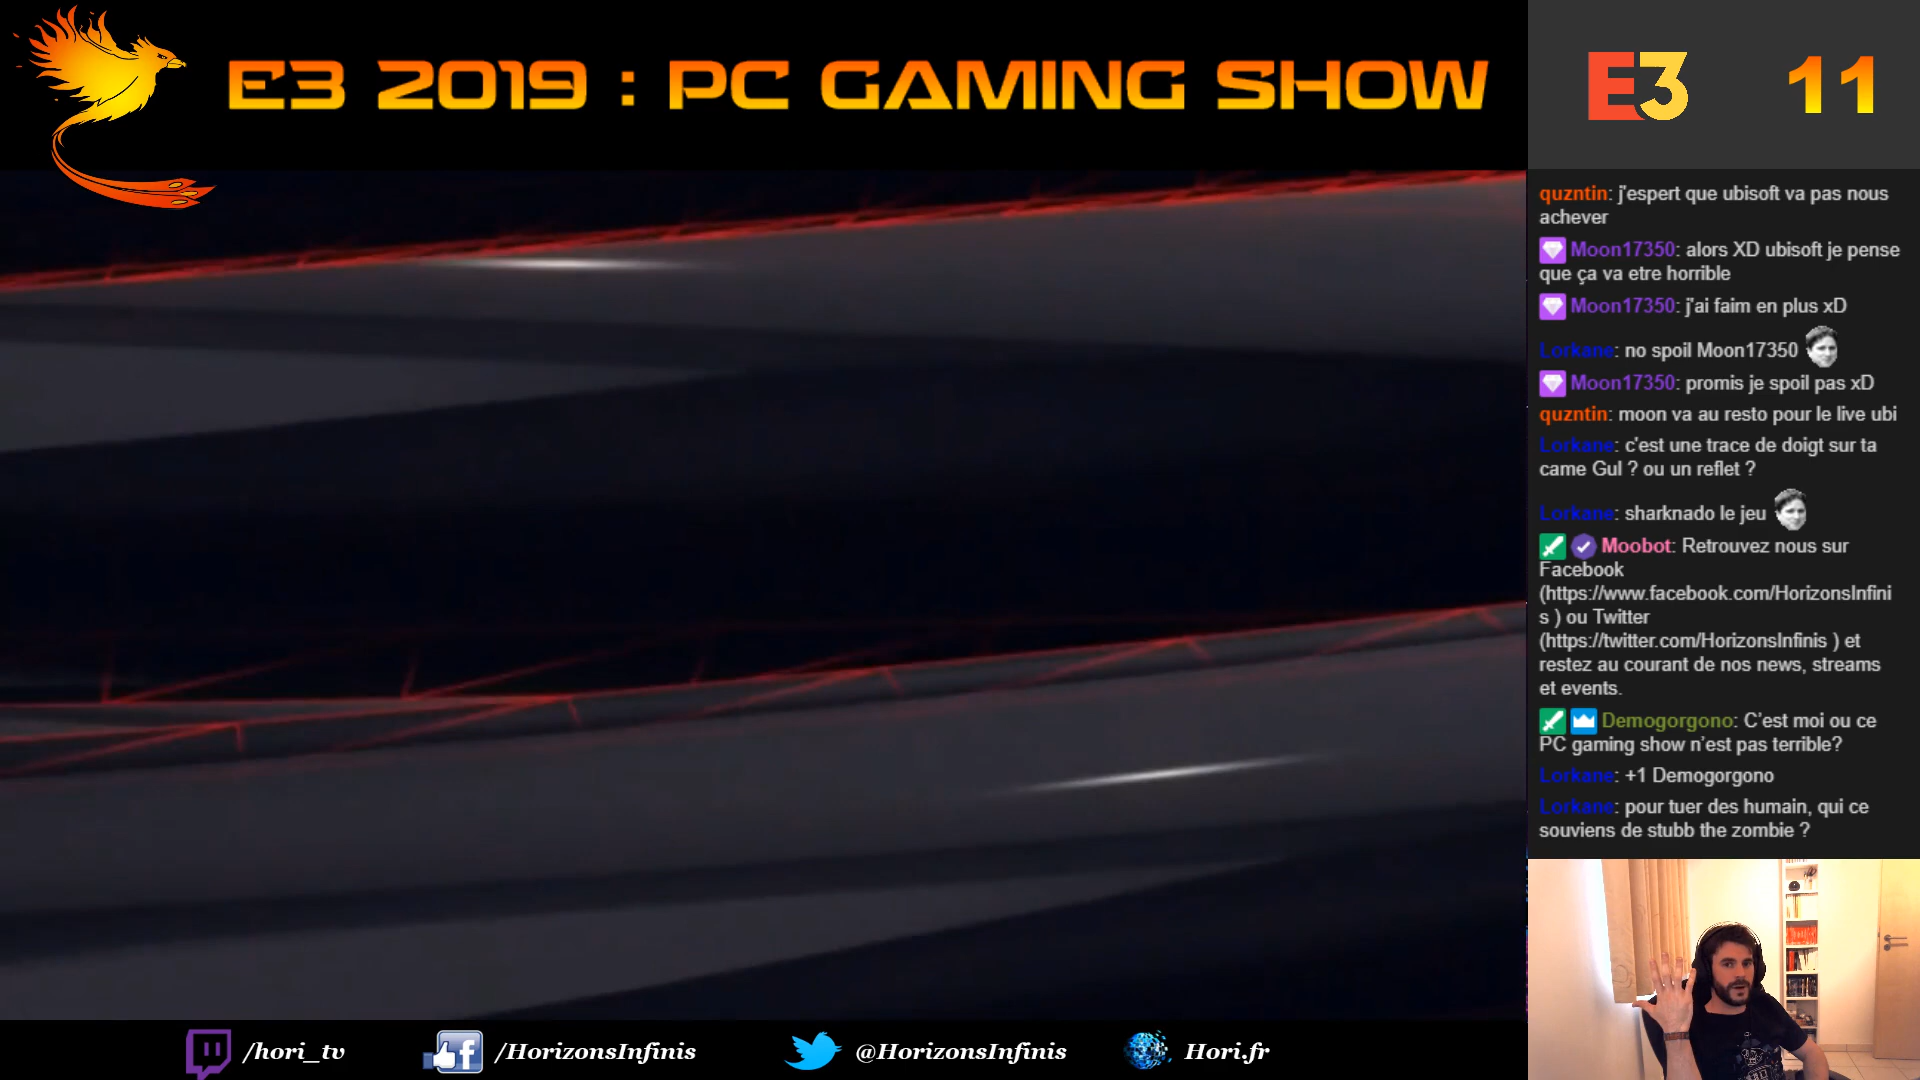 E3 2019 : PC GAMING SHOW
E3
11
quzntin: j'espert que ubisoft va pas nous
achever
Moon17350: alors XD ubisoft je pense
que ça va etre horrible
Moon17350: j'ai faim en plus xD
Lorkane: no spoil Moon17350
Moon17350: promis je spoil pas xD
quzntin: moon va au resto pour le live ubi
Lorkane: c'est une trace de doigt sur ta
came Gul ? ou un reflet ?
Lorkane: sharknado le jeu
Moobot: Retrouvez nous sur
Facebook
(https://www.facebook.com/HorizonsInfini
s ) ou Twitter
(https://twitter.com/HorizonsInfinis ) et
restez au courant de nos news, streams
et events.
Demogorgono: C'est moi ou ce
PC gaming show n'est pas terrible?
Lorkane: +1 Demogorgono
Lorkane: pour tuer des humain, qui ce
souviens de stubb the zombie ?
/hori_tv
/HorizonsInfinis
@HorizonsInfinis
Hori.fr